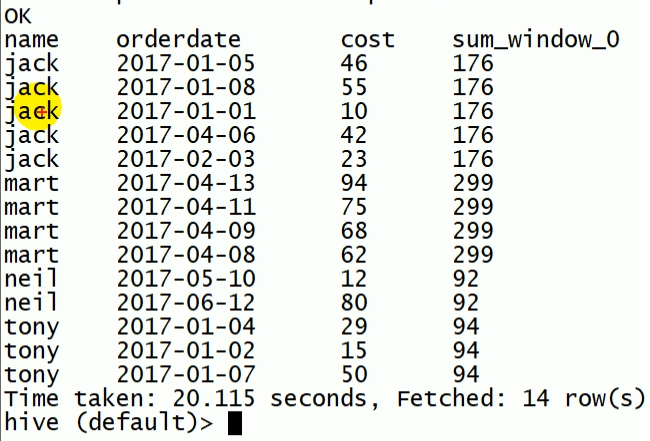 OK
name orderdate cost sum_window_0
jack 2017-01-05 46 176
jack 2017-01-08 55 176
jack 2017-01-01 10 176
jack 2017-04-06 42 176
jack 2017-02-03 23 176
mart 2017-04-13 94 299
mart 2017-04-11 75 299
mart 2017-04-09 68 299
mart 2017-04-08 62 299
neil 2017-05-10 12 92
neil 2017-06-12 80 92
tony 2017-01-04 29 94
tony 2017-01-02 15 94
tony 2017-01-07 50 94
Time taken: 20.115 seconds, Fetched: 14 row(s)
hive (default)>